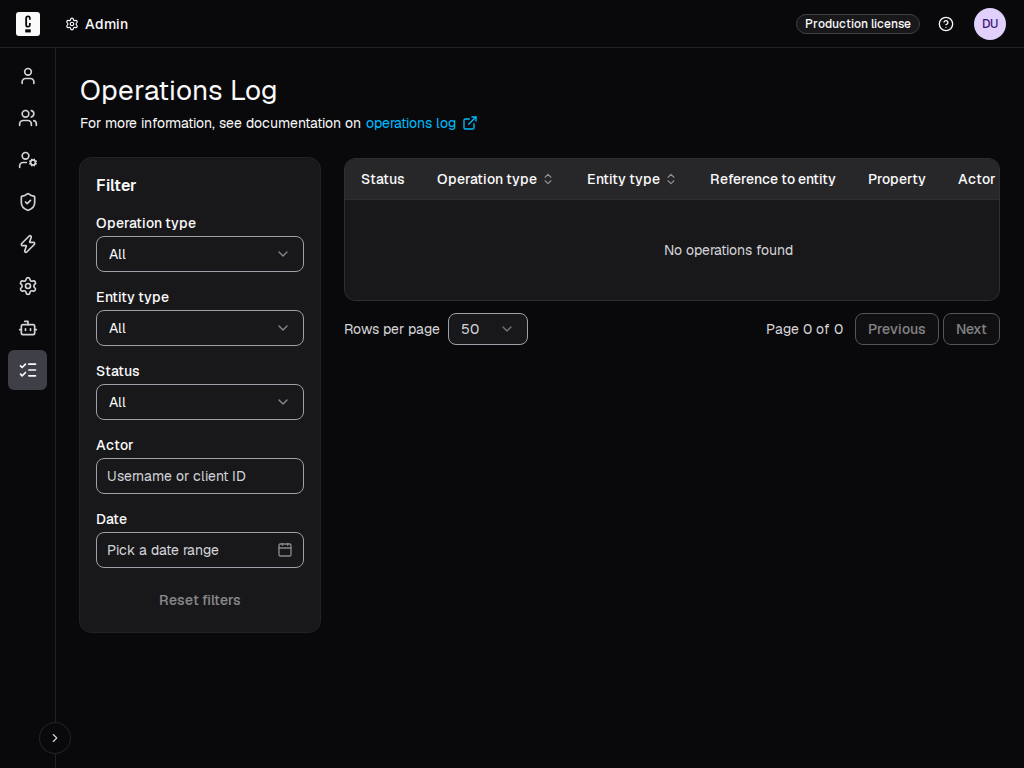 Admin
Production license
DU
Operations Log
For more information, see documentation on operations log
Filter
Operation type
All
Entity type
All
Status
All
Actor
Username or client ID
Date
Pick a date range
Reset filters
Status Operation type Entity type Reference to entity Property Actor
No operations found
Rows per page 50
Page 0 of 0 Previous Next